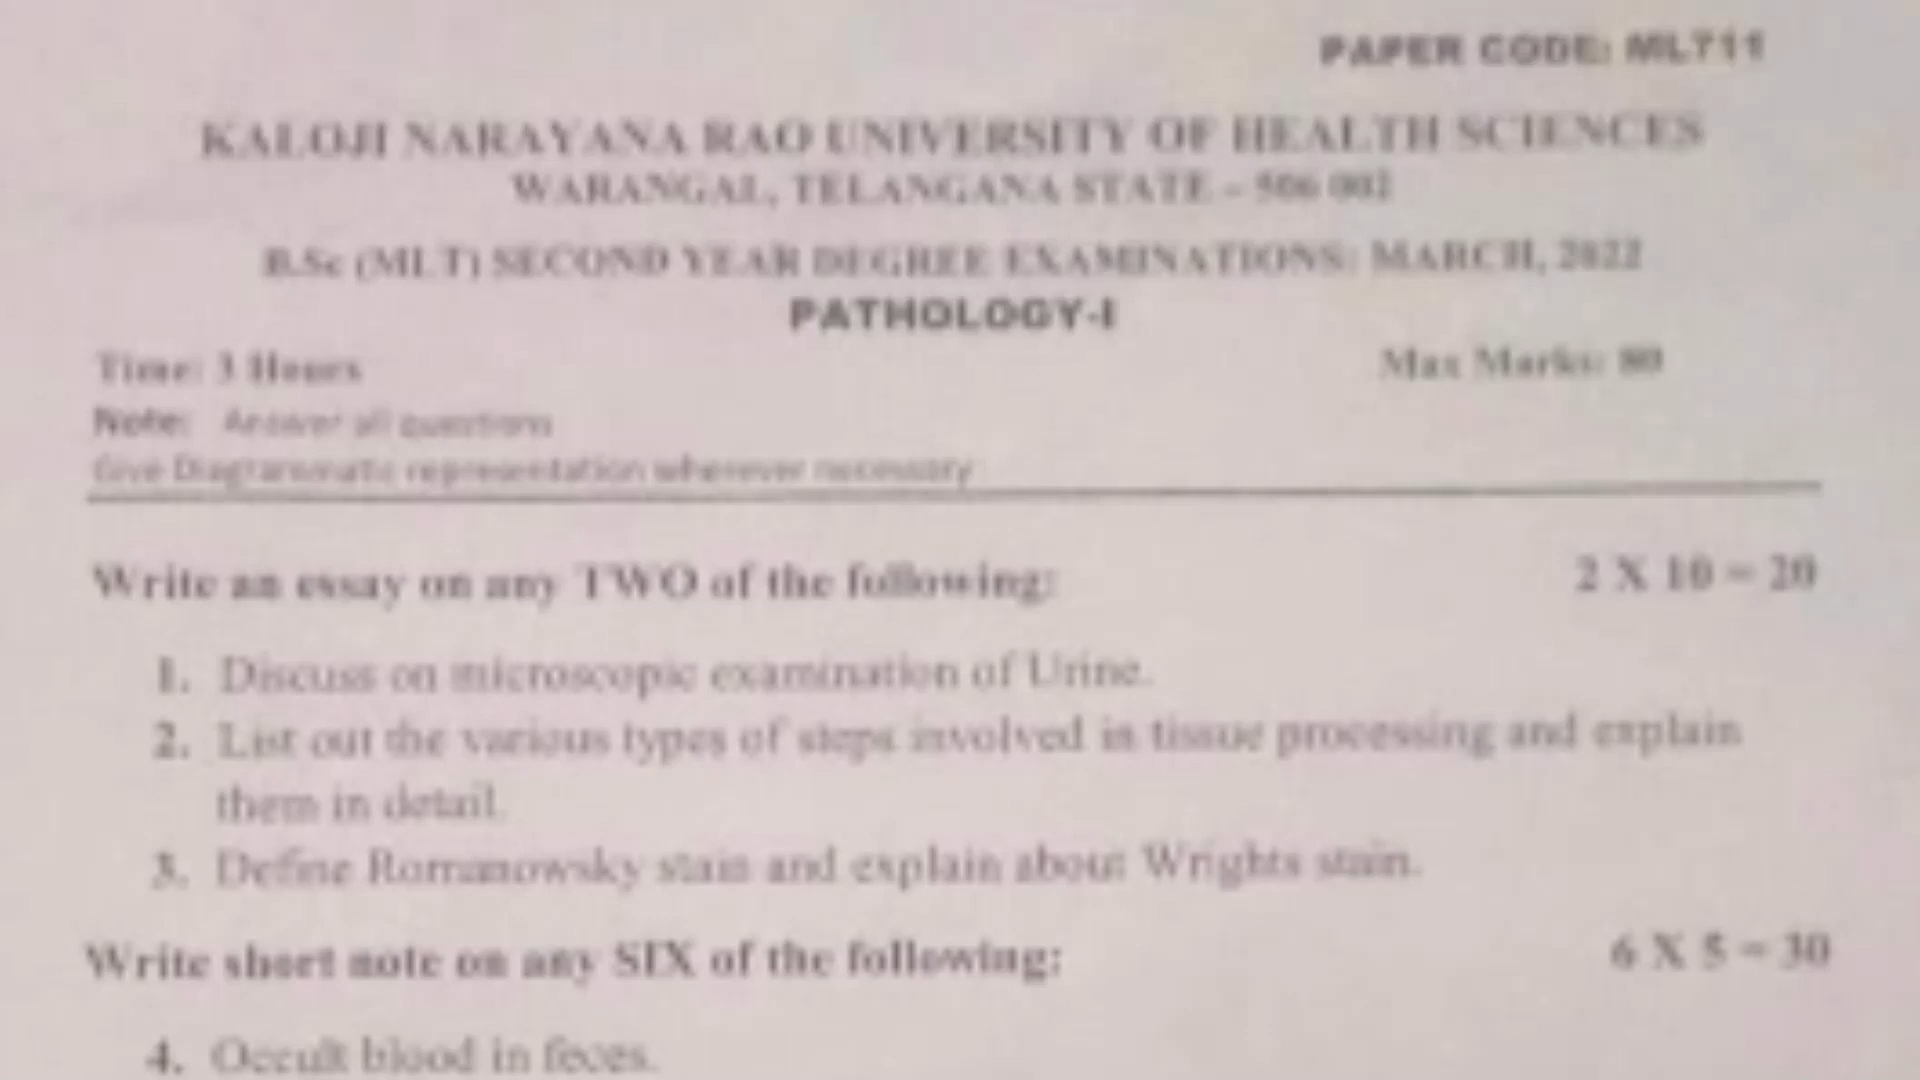 PAPER CODE: ML711
KALOJI NARAYANA RAO UNIVERSITY OF HEALTH SCIENCES
WARANGAL, TELANGANA STATE – 506 002
B.Sc (MLT) SECOND YEAR DEGREE EXAMINATIONS: MARCH, 2022
PATHOLOGY-I
Time: 3 Hours Max Marks: 80
Note: Answer all questions
Give Diagrammatic representation wherever necessary
Write an essay on any TWO of the following: 2 X 10 = 20
1. Discuss on microscopic examination of Urine.
2. List out the various types of steps involved in tissue processing and explain
them in detail.
3. Define Romanowsky stain and explain about Wrights stain.
Write short note on any SIX of the following: 6 X 5 = 30
4. Occult blood in feces.